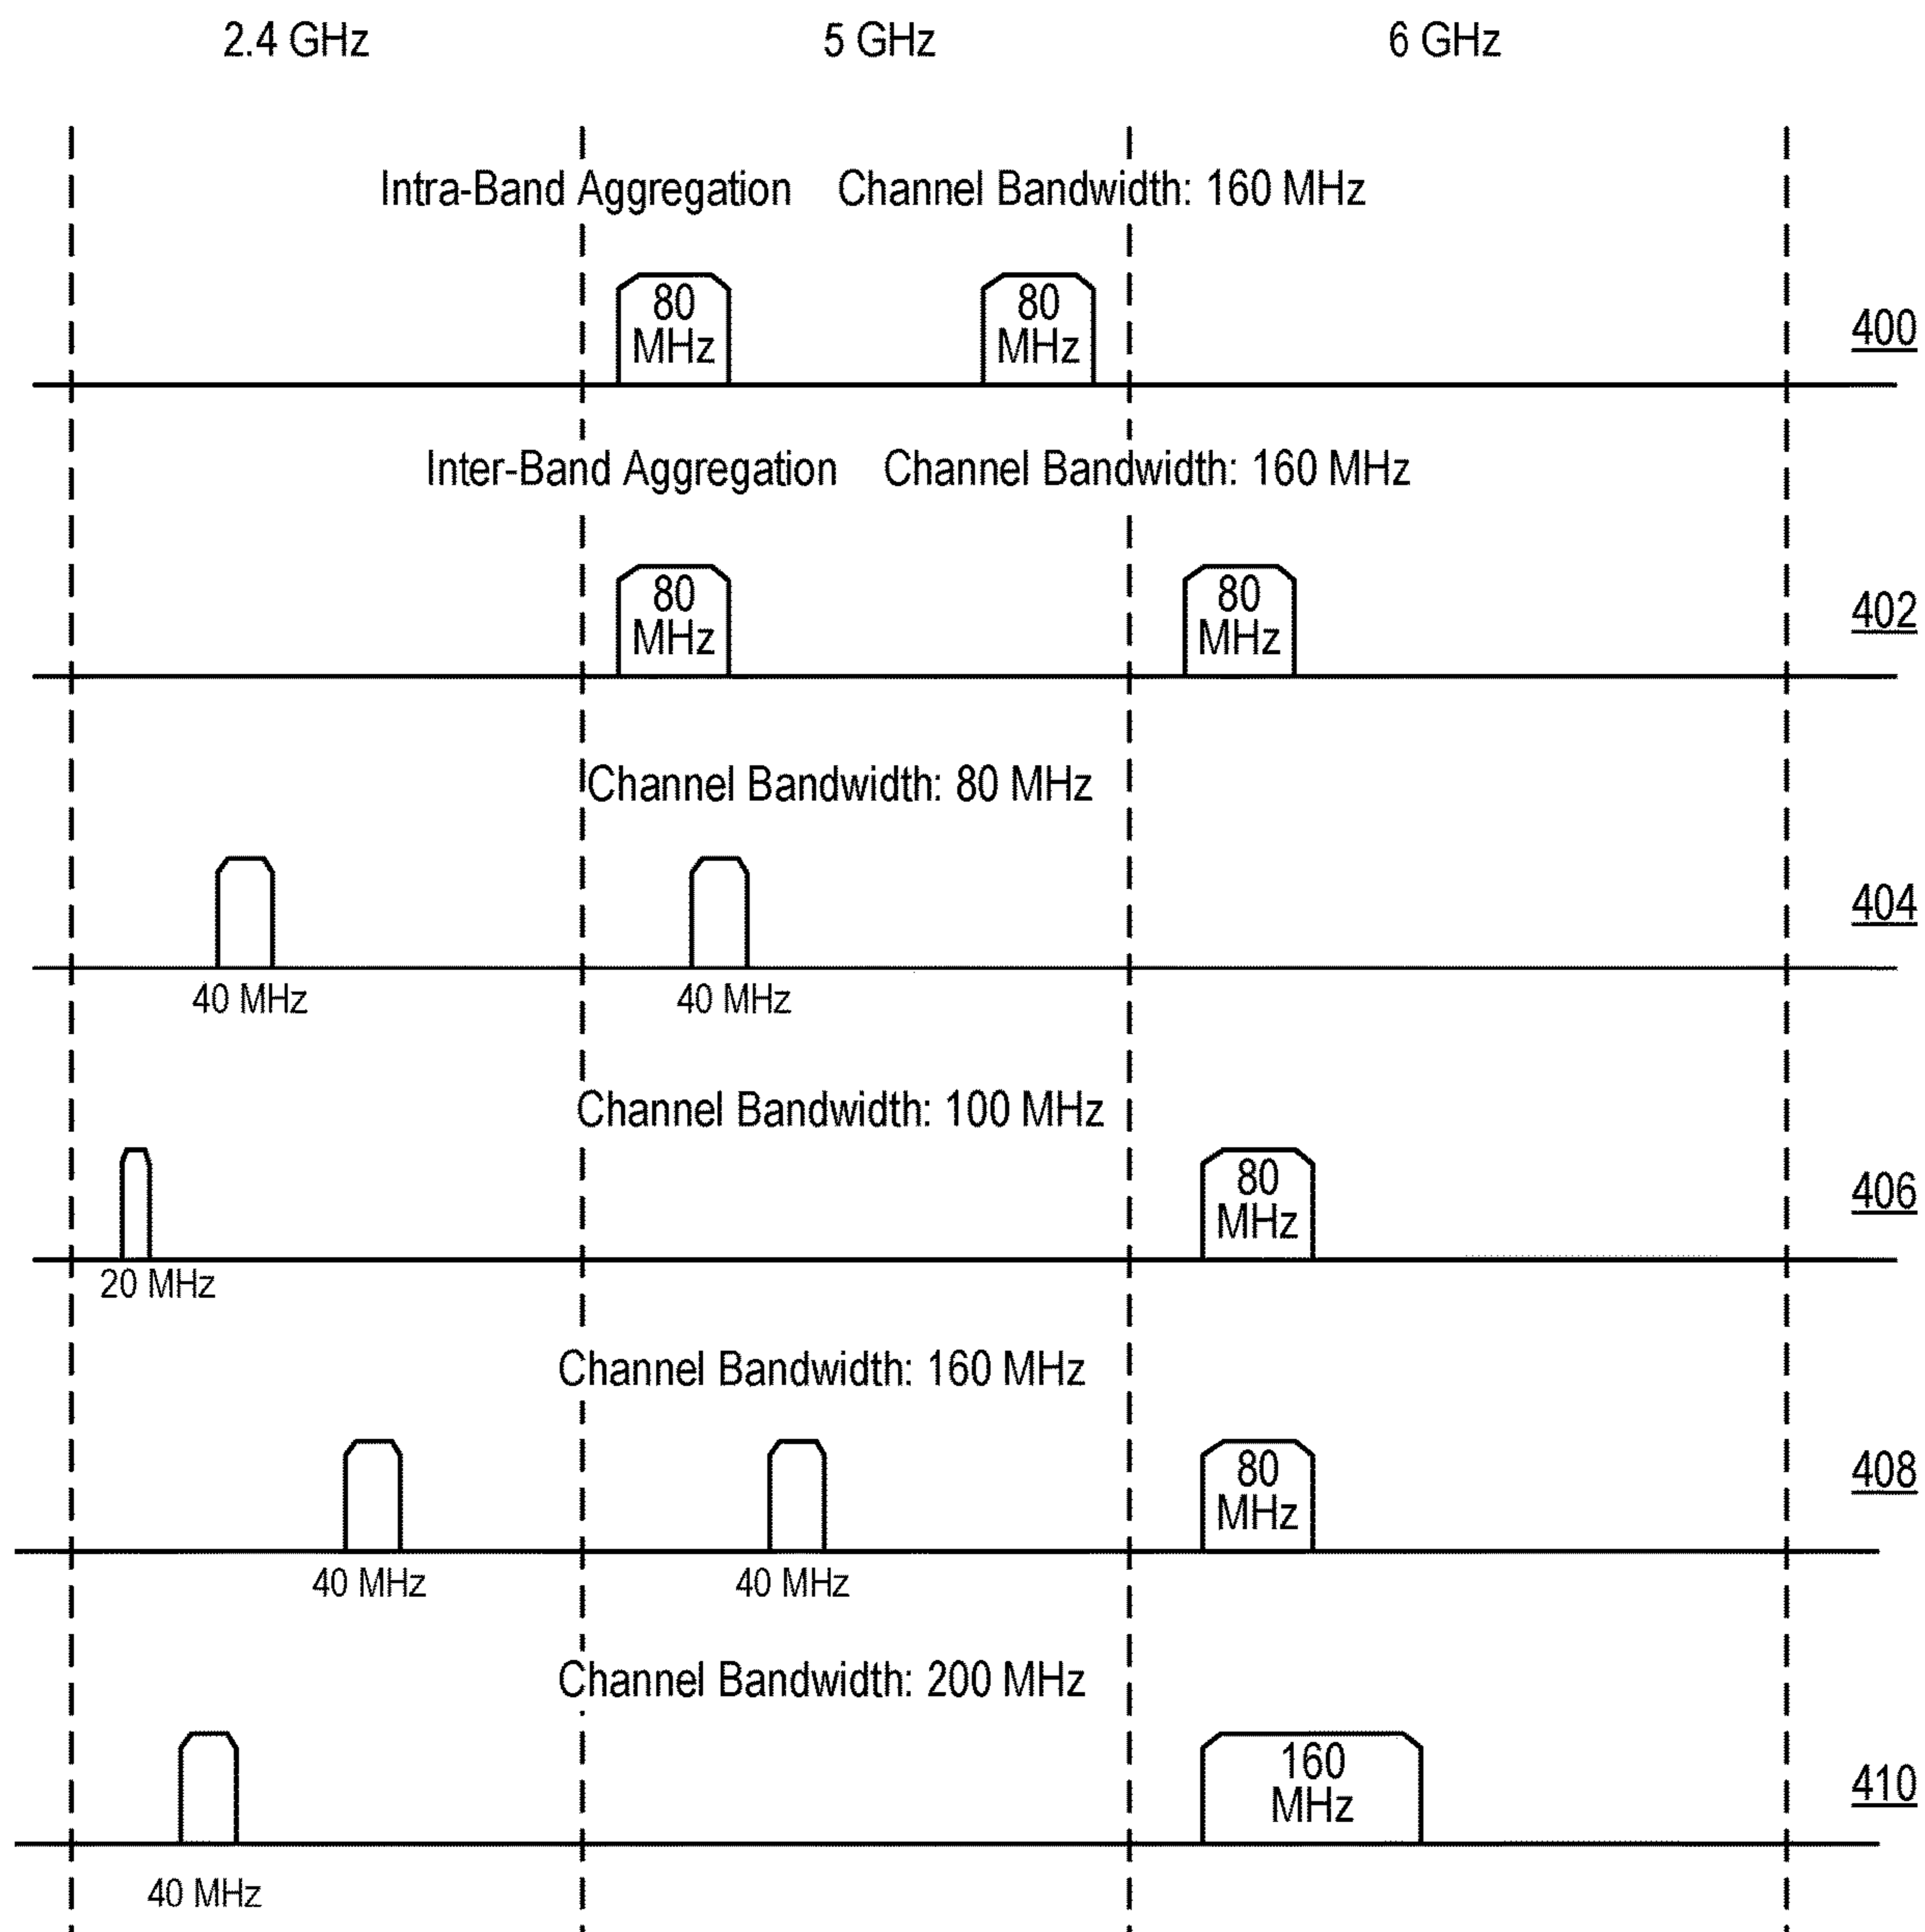 2.4 GHz 5 GHz 6 GHz
Intra-Band Aggregation Channel Bandwidth: 160 MHz
80 80
MHz MHz
400
Inter-Band Aggregation Channel Bandwidth: 160 MHz
80 80
MHz MHz
402
Channel Bandwidth: 80 MHz
404
40 MHz 40 MHz
Channel Bandwidth: 100 MHz
80
MHz
406
20 MHz
Channel Bandwidth: 160 MHz
80
MHz
408
40 MHz 40 MHz
Channel Bandwidth: 200 MHz
160
MHz
410
40 MHz